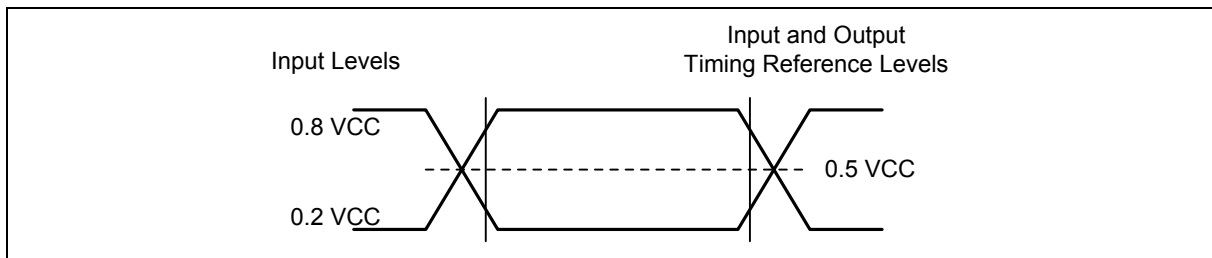 Input Levels
Input and Output
Timing Reference Levels
0.8 VCC
0.5 VCC
0.2 VCC